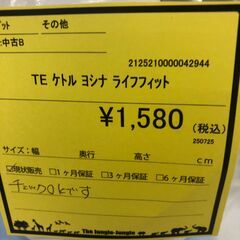 ゲット その他
中古B
2125210000042944
TE ケトル ヨシナ ライフフィット
¥1,580 (税込)
250725
サイズ:幅 奥行 高さ cm
☑現状販売 □1ヶ月保証 □3ヶ月保証 □6ヶ月保証
チェックOKです
The Jungle-Jungle